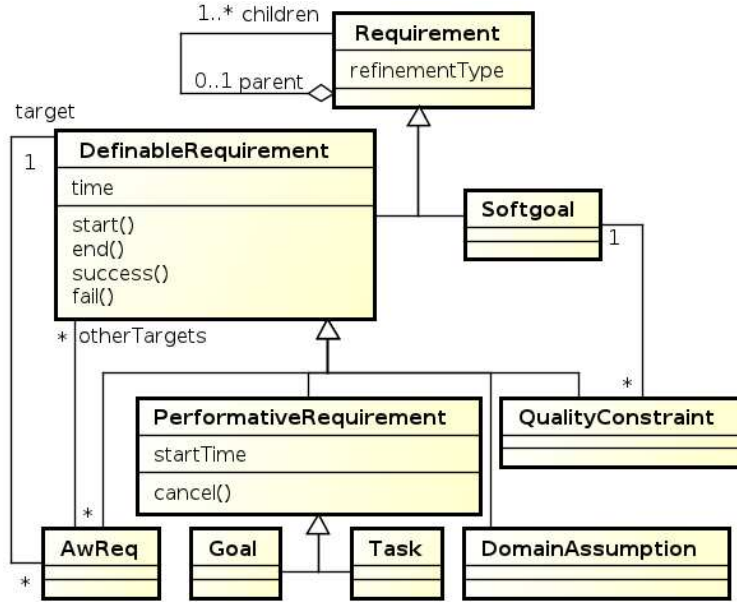 1..* children
Requirement
refinementType
0..1 parent
target
1
DefinableRequirement
time
start()
end()
success()
fail()
Softgoal
1
* otherTargets
*
PerformativeRequirement
startTime
cancel()
QualityConstraint
*
AwReq
*
Goal
Task
DomainAssumption